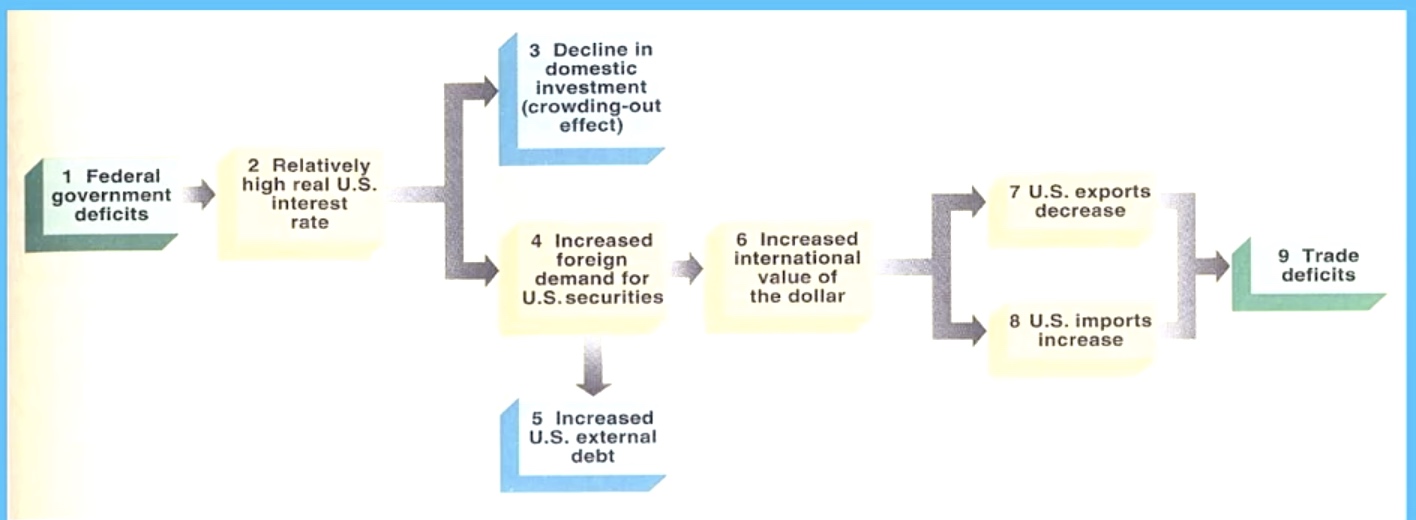 1 Federal
government
deficits
2 Relatively
high real U.S.
interest
rate
3 Decline in
domestic
investment
(crowding-out
effect)
4 Increased
foreign
demand for
U.S. securities
5 Increased
U.S. external
debt
6 Increased
international
value of
the dollar
7 U.S. exports
decrease
8 U.S. imports
increase
9 Trade
deficits